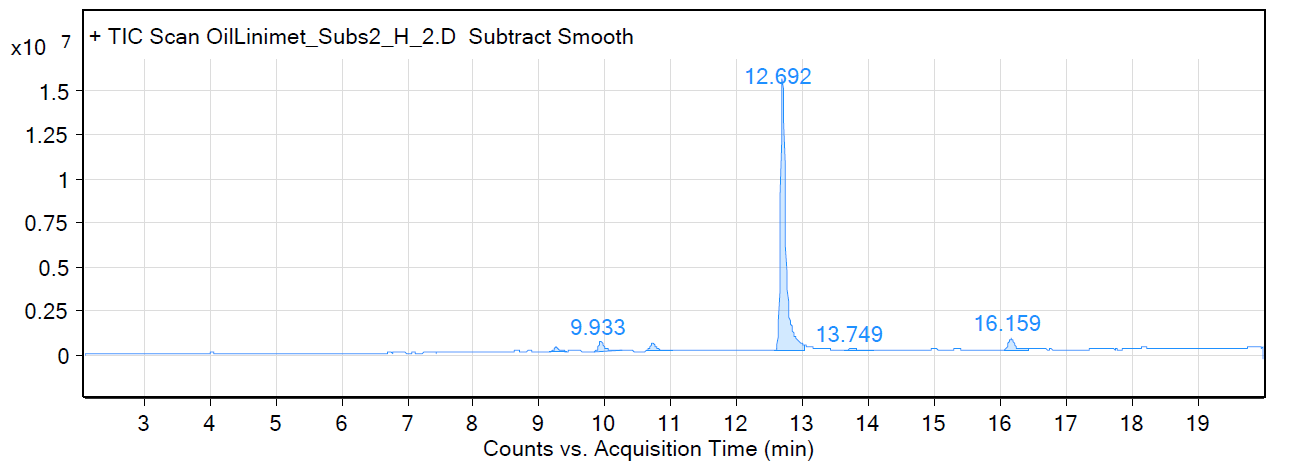 x10 7
+ TIC Scan OilLinimet_Subs2_H_2.D Subtract Smooth
12.692
1.5
1.25
1
0.75
0.5
0.25
9.933
13.749
16.159
0
3 4 5 6 7 8 9 10 11 12 13 14 15 16 17 18 19
Counts vs. Acquisition Time (min)